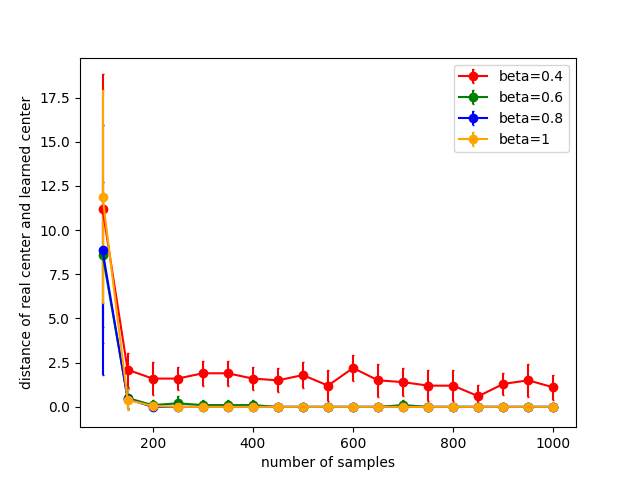 beta=0.4
beta=0.6
beta=0.8
beta=1
17.5
15.0
12.5
10.0
7.5
5.0
2.5
0.0
distance of real center and learned center
200 400 600 800 1000
number of samples